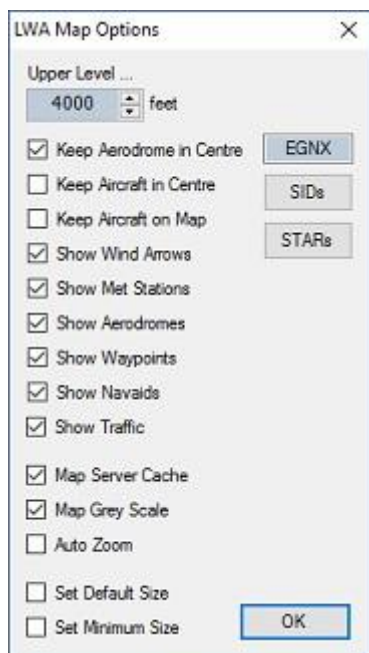 LWA Map Options
Upper Level ...
4000 feet
Keep Aerodrome in Centre EGNX
Keep Aircraft in Centre SIDs
Keep Aircraft on Map STARs
Show Wind Arrows
Show Met Stations
Show Aerodromes
Show Waypoints
Show Navaids
Show Traffic
Map Server Cache
Map Grey Scale
Auto Zoom
Set Default Size
Set Minimum Size OK